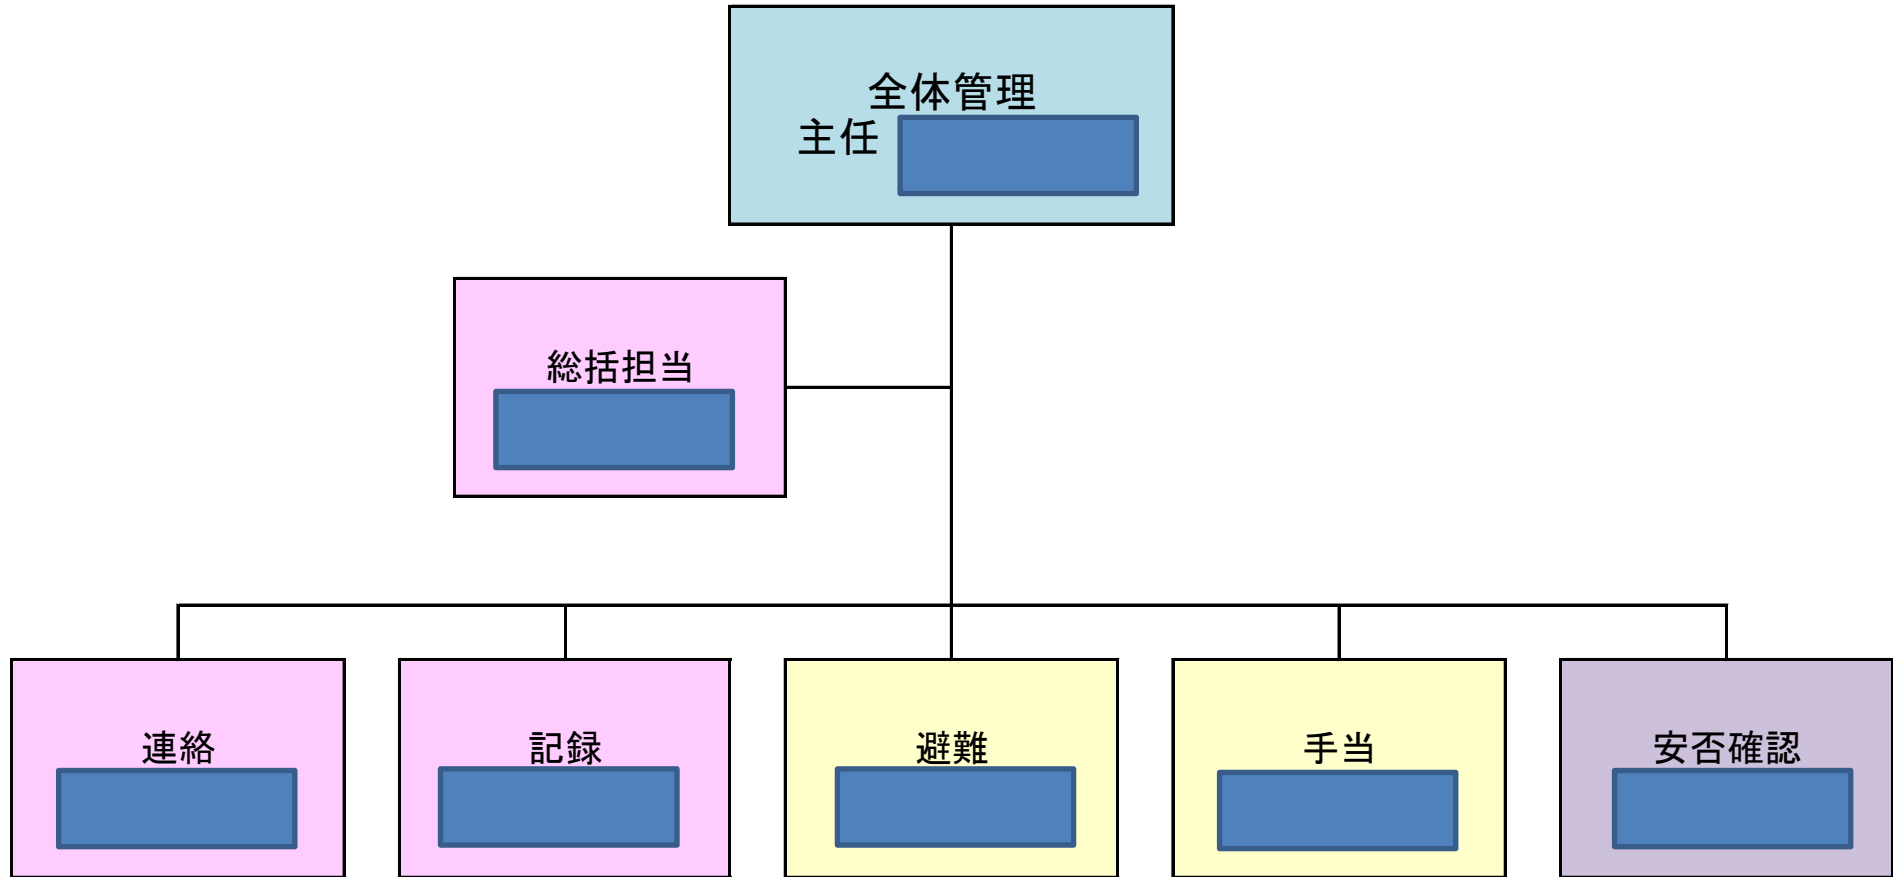 全体管理
主任
総括担当
連絡
記録
避難
手当
安否確認